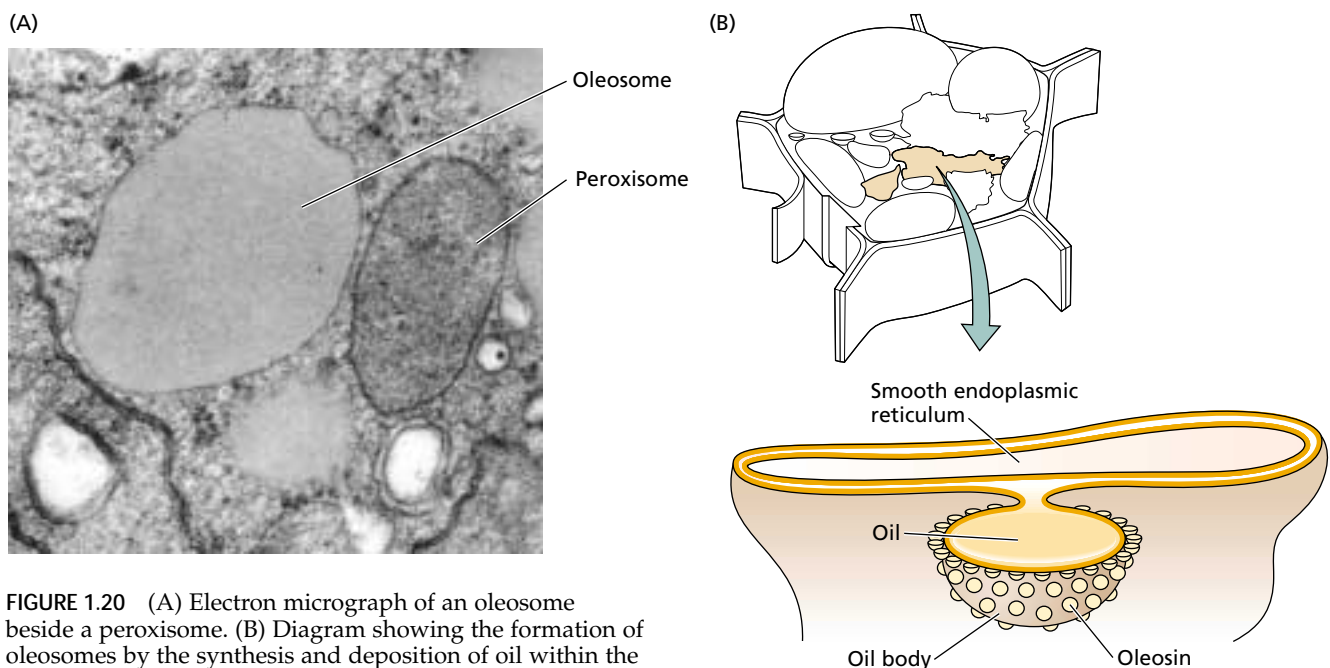 (A)
Oleosome
Peroxisome
(B)
Smooth endoplasmic
reticulum
Oil
Oil body
Oleosin
FIGURE 1.20 (A) Electron micrograph of an oleosome
beside a peroxisome. (B) Diagram showing the formation of
oleosomes by the synthesis and deposition of oil within the